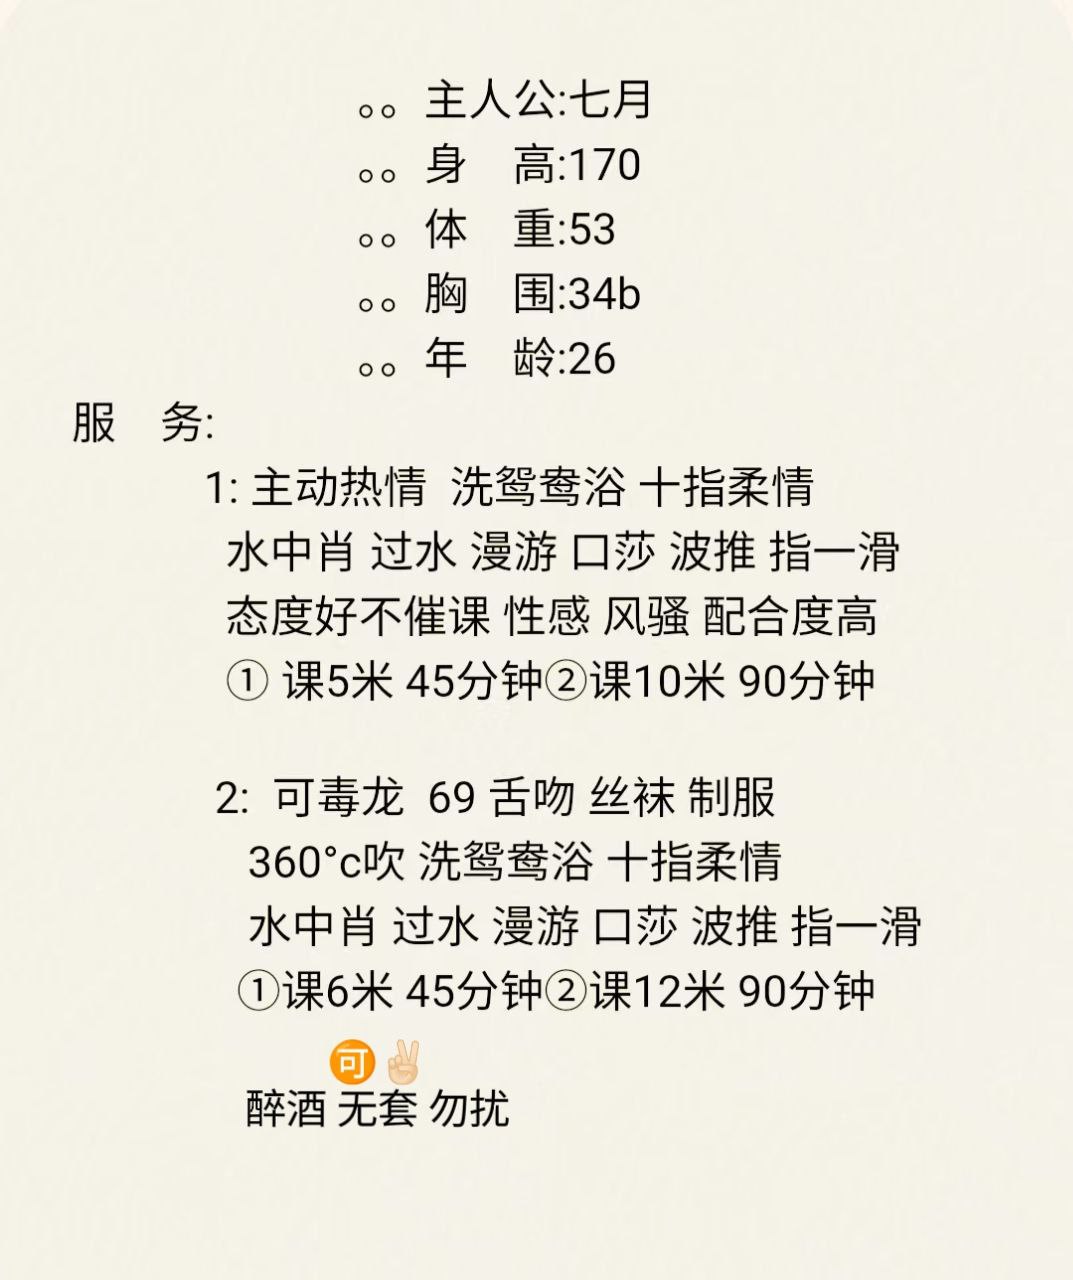 。。主人公:七月
。。身　高:170
。。体　重:53
。。胸　围:34b
。。年　龄:26
服　务:
1: 主动热情 洗鸳鸯浴 十指柔情
水中肖 过水 漫游 口莎 波推 指一滑
态度好不催课 性感 风骚 配合度高
① 课5米 45分钟②课10米 90分钟
2: 可毒龙 69 舌吻 丝袜 制服
360°c吹 洗鸳鸯浴 十指柔情
水中肖 过水 漫游 口莎 波推 指一滑
①课6米 45分钟②课12米 90分钟
🉑✌🏻
醉酒 无套 勿扰